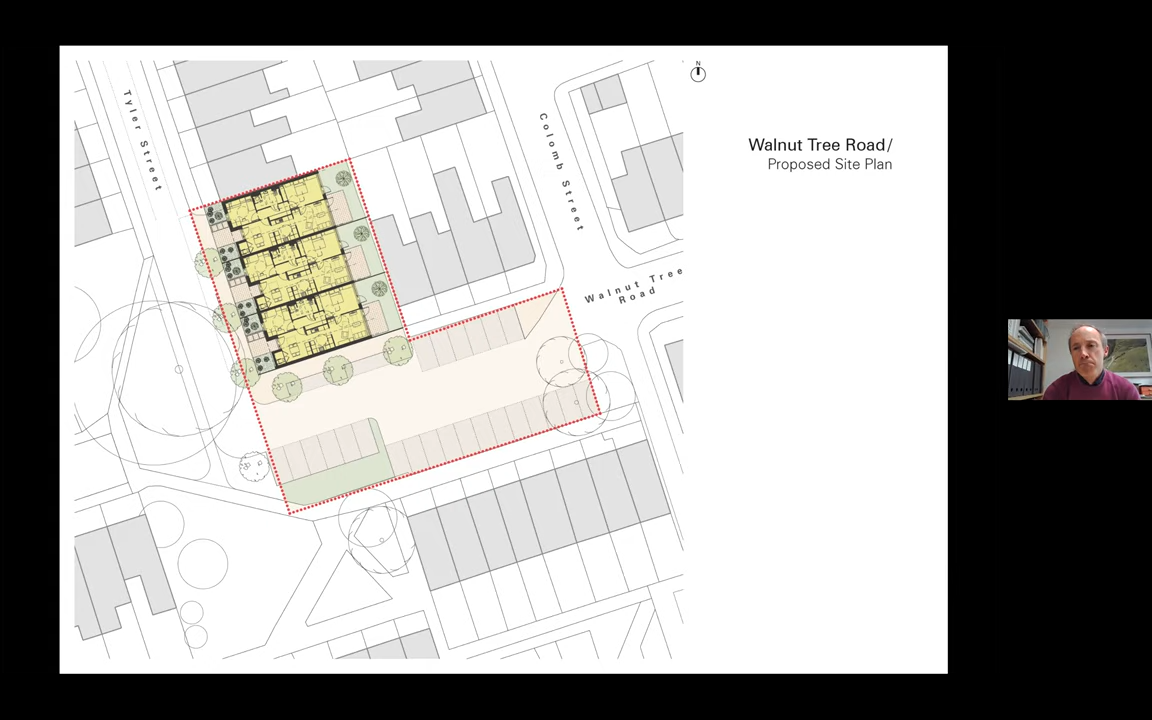 N
Walnut Tree Road/
Proposed Site Plan
Tyler Street
Colomb Street
Walnut Tree
Road